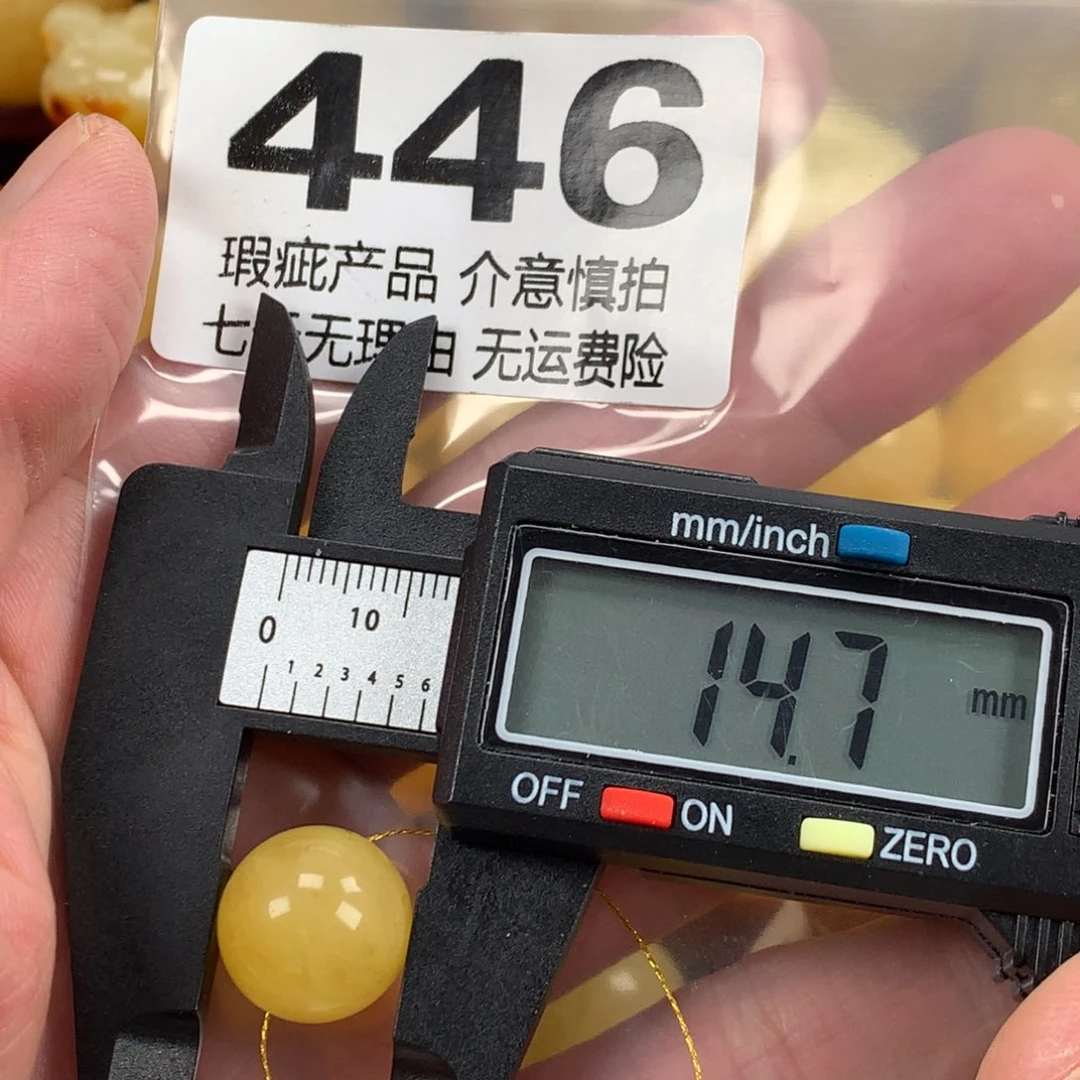 446
瑕疵产品 介意慎拍
七 无理由 无运费险
mm/inch
0 10
1 2 3 4 5 6
14.7 mm
OFF ON ZERO